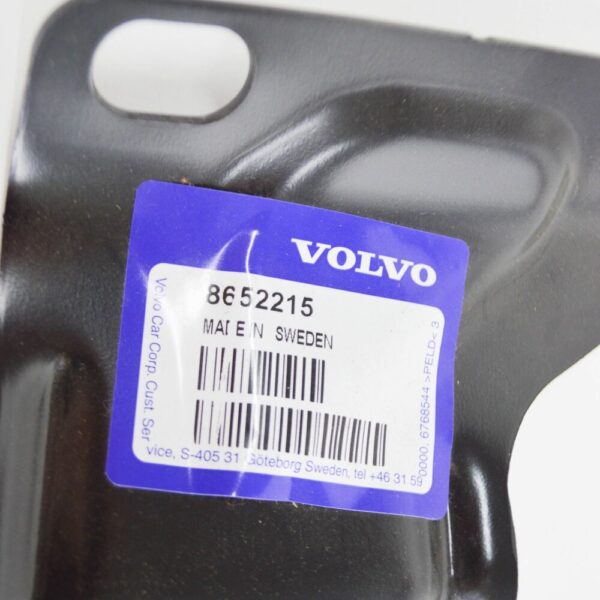 VOLVO
8652215
MADE IN SWEDEN
Volvo Car Corp. Cust. Ser
vice, S-405 31 Göteborg Sweden, tel +46 31 59
0000. 6768544 >PELD< 3